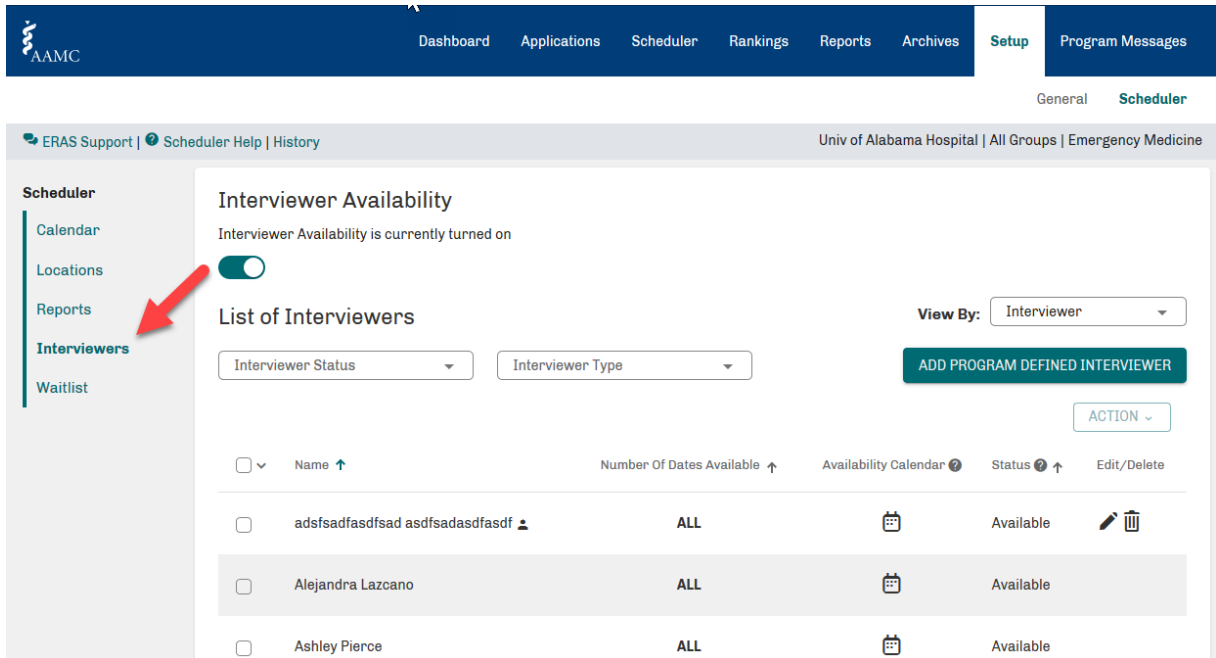 AAMC
Dashboard Applications Scheduler Rankings Reports Archives Setup Program Messages
General Scheduler
ERAS Support | Scheduler Help | History Univ of Alabama Hospital | All Groups | Emergency Medicine
Scheduler
Calendar
Locations
Reports
Interviewers
Waitlist
Interviewer Availability
Interviewer Availability is currently turned on
List of Interviewers
View By: Interviewer
Interviewer Status Interviewer Type ADD PROGRAM DEFINED INTERVIEWER
ACTION
Name Number Of Dates Available Availability Calendar Status Edit/Delete
adsfsadfasdfsad asdfsadasdfasdf ALL Available
Alejandra Lazcano ALL Available
Ashley Pierce ALL Available